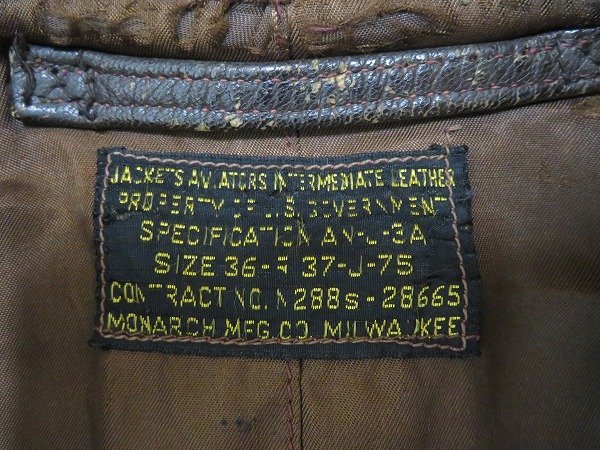 JACKETS AVIATORS INTERMEDIATE LEATHER
PROPERTY OF U.S. GOVERNMENT
SPECIFICATION AN-J-3A
SIZE 36- 37-J-7S
CONTRACT NO. N288s-28665
MONARCH MFG. CO. MILWAUKEE